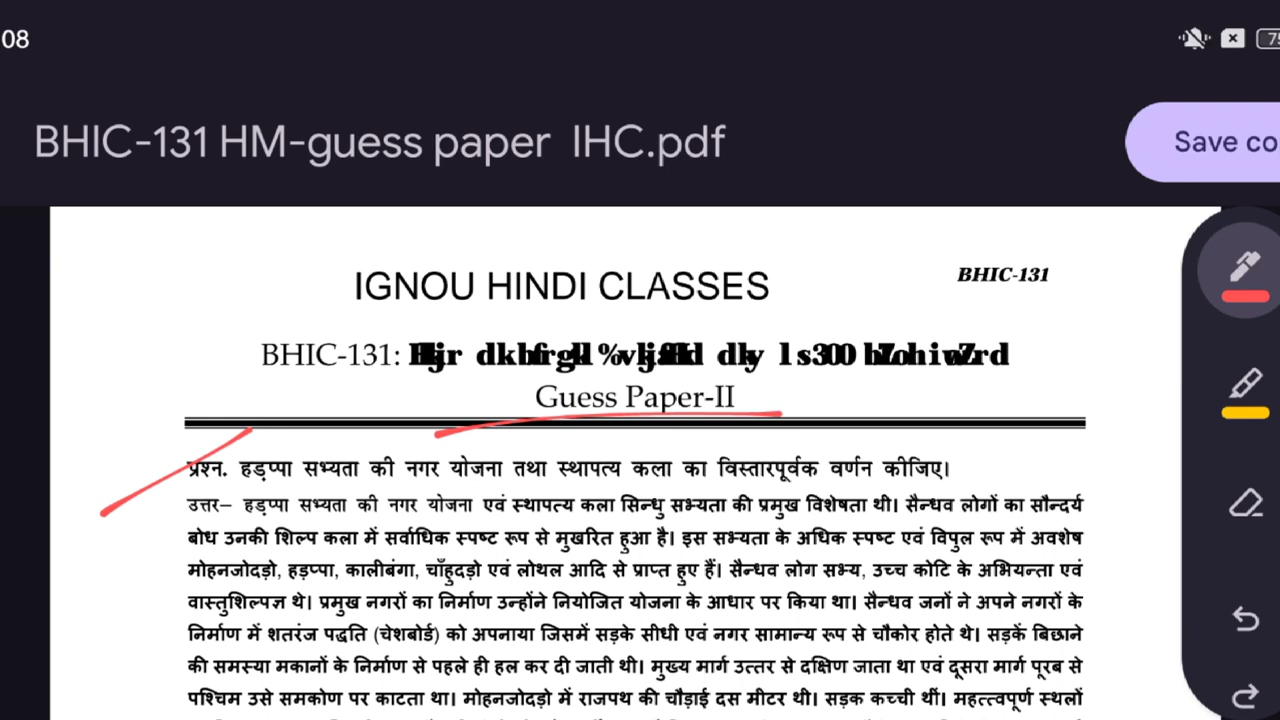 08
75
BHIC-131 HM-guess paper IHC.pdf
Save co
IGNOU HINDI CLASSES
BHIC-131
BHIC-131:
Guess Paper-II
प्रश्न. हड़प्पा सभ्यता की नगर योजना तथा स्थापत्य कला का विस्तारपूर्वक वर्णन कीजिए।
उत्तर– हड़प्पा सभ्यता की नगर योजना एवं स्थापत्य कला सिन्धु सभ्यता की प्रमुख विशेषता थी। सैन्धव लोगों का सौन्दर्य
बोध उनकी शिल्प कला में सर्वाधिक स्पष्ट रूप से मुखरित हुआ है। इस सभ्यता के अधिक स्पष्ट एवं विपुल रूप में अवशेष
मोहनजोदड़ो, हड़प्पा, कालीबंगा, चाँहुदड़ो एवं लोथल आदि से प्राप्त हुए हैं। सैन्धव लोग सभ्य, उच्च कोटि के अभियन्ता एवं
वास्तुशिल्पज्ञ थे। प्रमुख नगरों का निर्माण उन्होंने नियोजित योजना के आधार पर किया था। सैन्धव जनों ने अपने नगरों के
निर्माण में शतरंज पद्धति (चेशबोर्ड) को अपनाया जिसमें सड़के सीधी एवं नगर सामान्य रूप से चौकोर होते थे। सड़कें बिछाने
की समस्या मकानों के निर्माण से पहले ही हल कर दी जाती थी। मुख्य मार्ग उत्तर से दक्षिण जाता था एवं दूसरा मार्ग पूरब से
पश्चिम उसे समकोण पर काटता था। मोहनजोदड़ो में राजपथ की चौड़ाई दस मीटर थी। सड़क कच्ची थीं। महत्त्वपूर्ण स्थलों